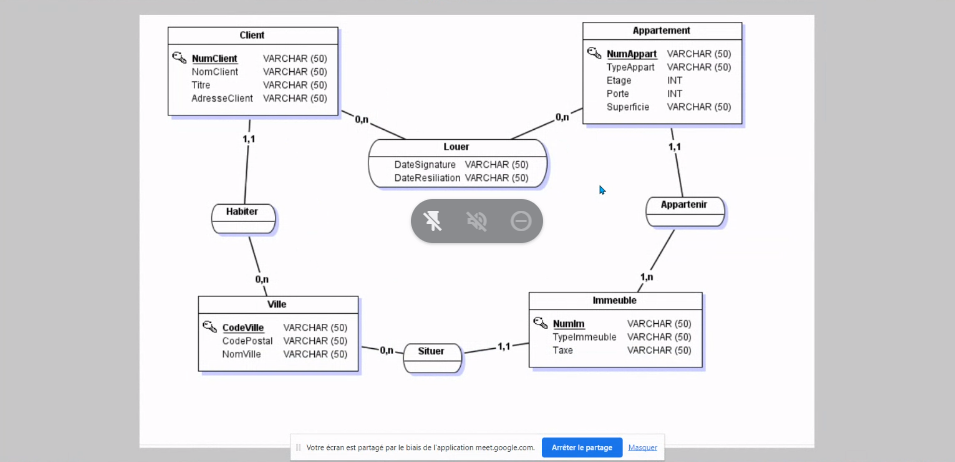 Client
NumClient VARCHAR (50)
NomClient VARCHAR (50)
Titre VARCHAR (50)
AdresseClient VARCHAR (50)
Appartement
NumAppart VARCHAR (50)
TypeAppart VARCHAR (50)
Etage INT
Porte INT
Superficie VARCHAR (50)
0,n
0,n
Louer
DateSignature VARCHAR (50)
DateResiliation VARCHAR (50)
1,1
1,1
Habiter
Appartenir
0,n
1,n
Ville
CodeVille VARCHAR (50)
CodePostal VARCHAR (50)
NomVille VARCHAR (50)
Immeuble
NumIm VARCHAR (50)
TypeImmeuble VARCHAR (50)
Taxe VARCHAR (50)
0,n
Situer
1,1
Votre écran est partagé par le biais de l'application meet.google.com.
Arrêter le partage
Masquer